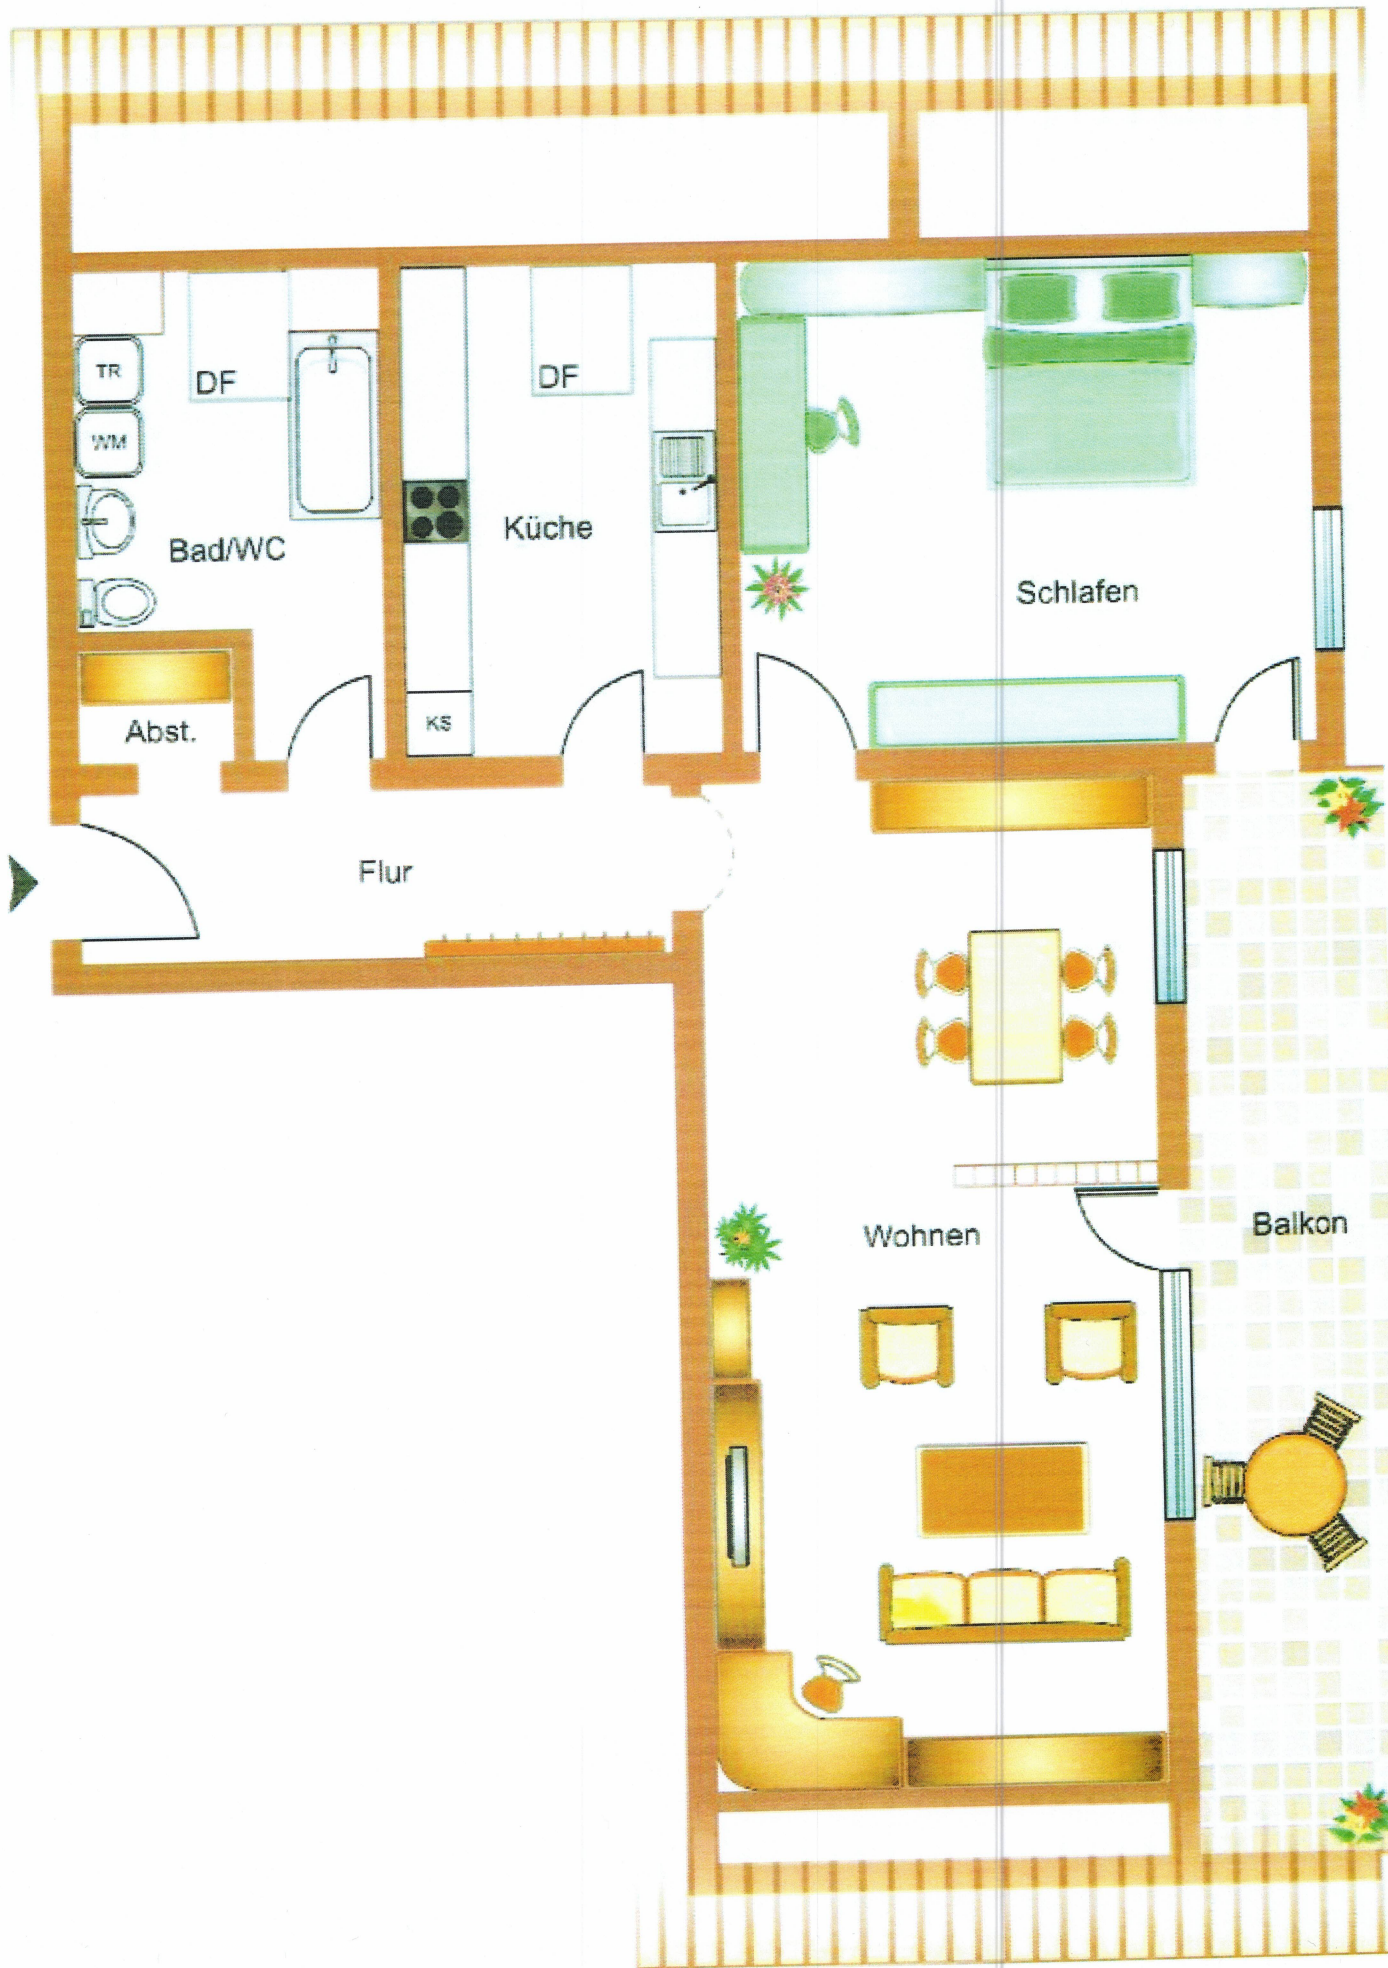 TR
DF
DF
WM
Küche
Bad/WC
Schlafen
Abst.
KS
Flur
Wohnen
Balkon